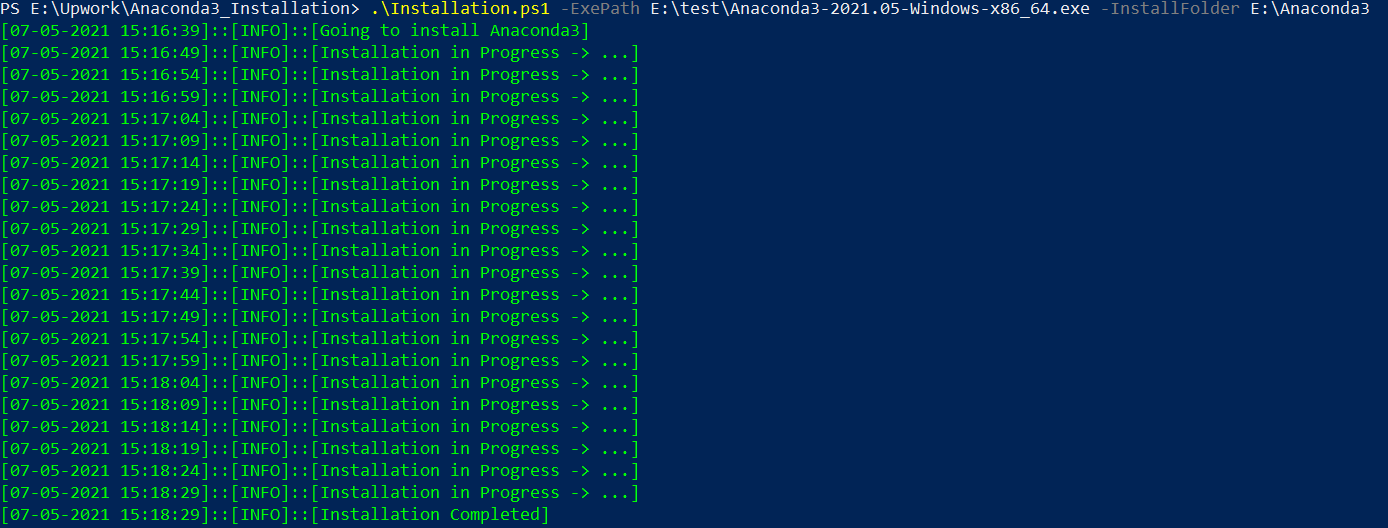 PS E:\Upwork\Anaconda3_Installation> .\Installation.ps1 -ExePath E:\test\Anaconda3-2021.05-Windows-x86_64.exe -InstallFolder E:\Anaconda3
[07-05-2021 15:16:39]::[INFO]::[Going to install Anaconda3]
[07-05-2021 15:16:49]::[INFO]::[Installation in Progress -> ...]
[07-05-2021 15:16:54]::[INFO]::[Installation in Progress -> ...]
[07-05-2021 15:16:59]::[INFO]::[Installation in Progress -> ...]
[07-05-2021 15:17:04]::[INFO]::[Installation in Progress -> ...]
[07-05-2021 15:17:09]::[INFO]::[Installation in Progress -> ...]
[07-05-2021 15:17:14]::[INFO]::[Installation in Progress -> ...]
[07-05-2021 15:17:19]::[INFO]::[Installation in Progress -> ...]
[07-05-2021 15:17:24]::[INFO]::[Installation in Progress -> ...]
[07-05-2021 15:17:29]::[INFO]::[Installation in Progress -> ...]
[07-05-2021 15:17:34]::[INFO]::[Installation in Progress -> ...]
[07-05-2021 15:17:39]::[INFO]::[Installation in Progress -> ...]
[07-05-2021 15:17:44]::[INFO]::[Installation in Progress -> ...]
[07-05-2021 15:17:49]::[INFO]::[Installation in Progress -> ...]
[07-05-2021 15:17:54]::[INFO]::[Installation in Progress -> ...]
[07-05-2021 15:17:59]::[INFO]::[Installation in Progress -> ...]
[07-05-2021 15:18:04]::[INFO]::[Installation in Progress -> ...]
[07-05-2021 15:18:09]::[INFO]::[Installation in Progress -> ...]
[07-05-2021 15:18:14]::[INFO]::[Installation in Progress -> ...]
[07-05-2021 15:18:19]::[INFO]::[Installation in Progress -> ...]
[07-05-2021 15:18:24]::[INFO]::[Installation in Progress -> ...]
[07-05-2021 15:18:29]::[INFO]::[Installation in Progress -> ...]
[07-05-2021 15:18:29]::[INFO]::[Installation Completed]